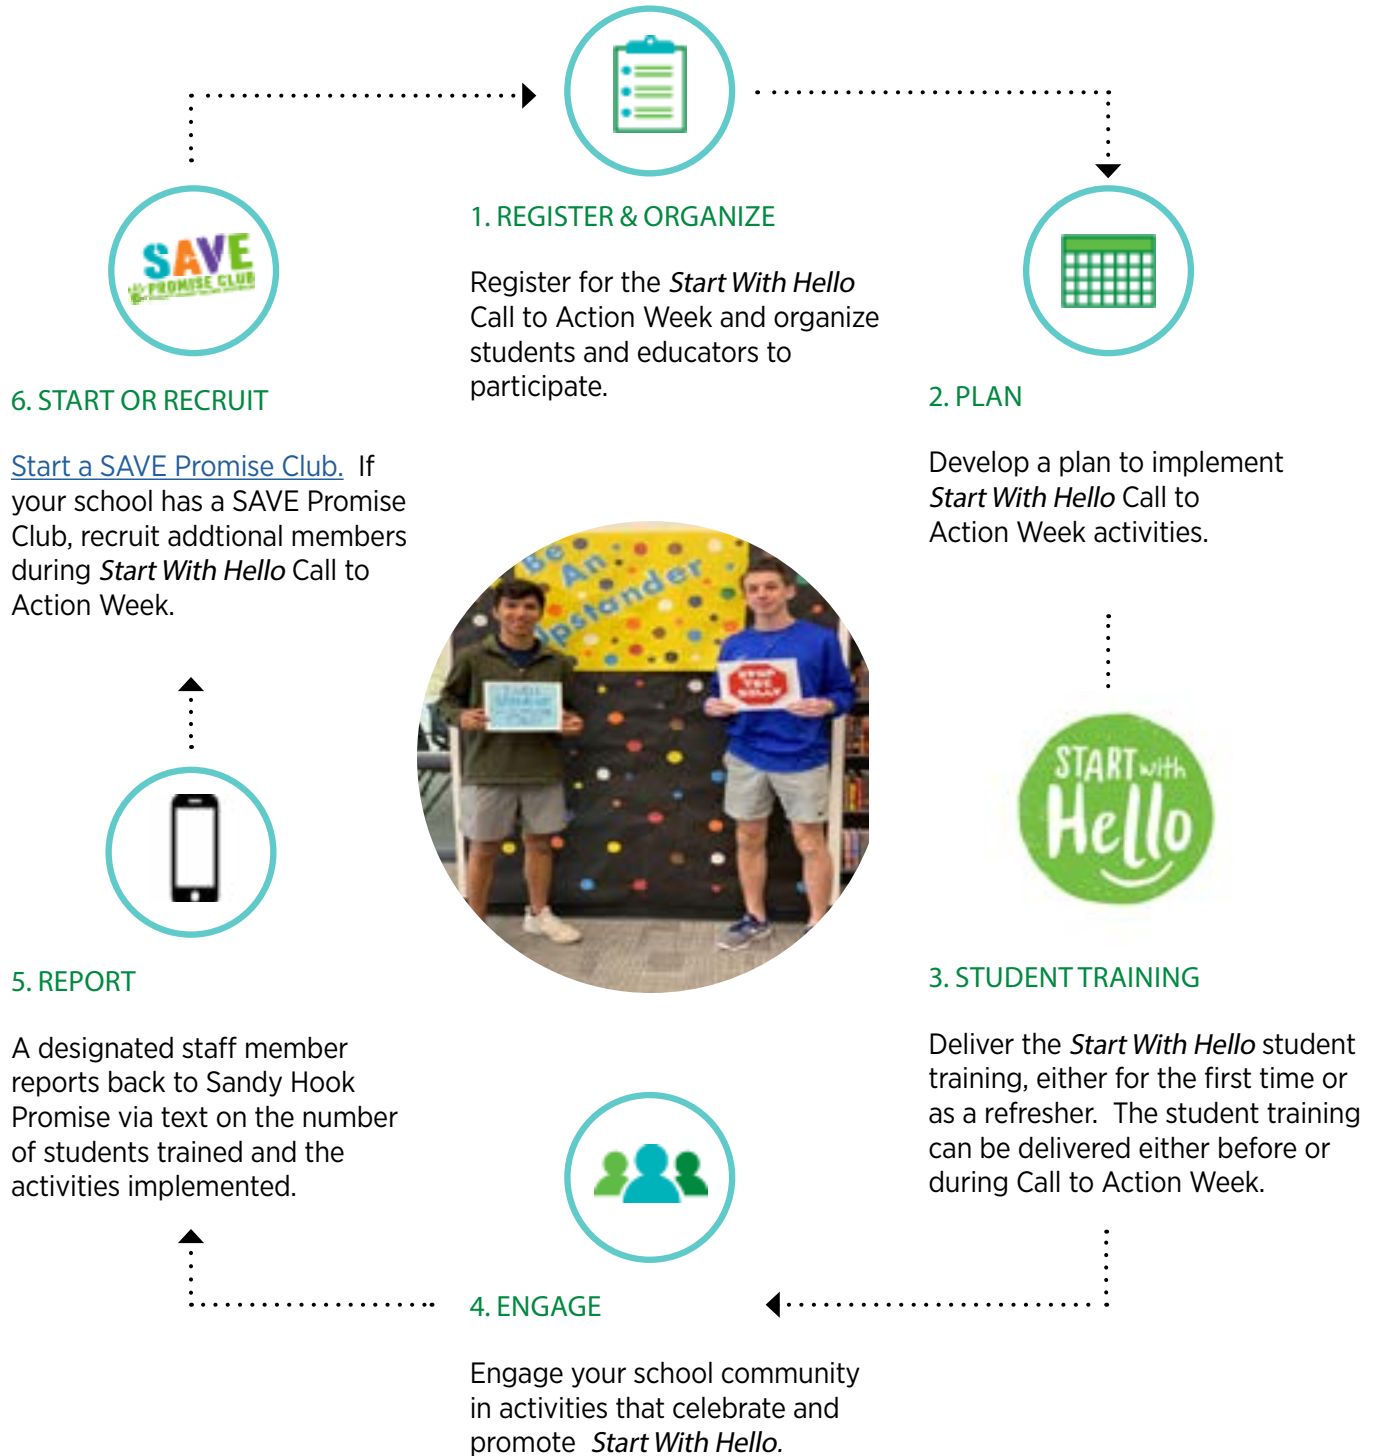 1. REGISTER & ORGANIZE
Register for the Start With Hello
Call to Action Week and organize
students and educators to
participate.
2. PLAN
Develop a plan to implement
Start With Hello Call to
Action Week activities.
START with
Hello
3. STUDENT TRAINING
Deliver the Start With Hello student
training, either for the first time or
as a refresher. The student training
can be delivered either before or
during Call to Action Week.
4. ENGAGE
Engage your school community
in activities that celebrate and
promote Start With Hello.
5. REPORT
A designated staff member
reports back to Sandy Hook
Promise via text on the number
of students trained and the
activities implemented.
SAVE
PROMISE CLUB
6. START OR RECRUIT
Start a SAVE Promise Club. If
your school has a SAVE Promise
Club, recruit addtional members
during Start With Hello Call to
Action Week.
Be
An
Upstander
STOP
THE
BULLY